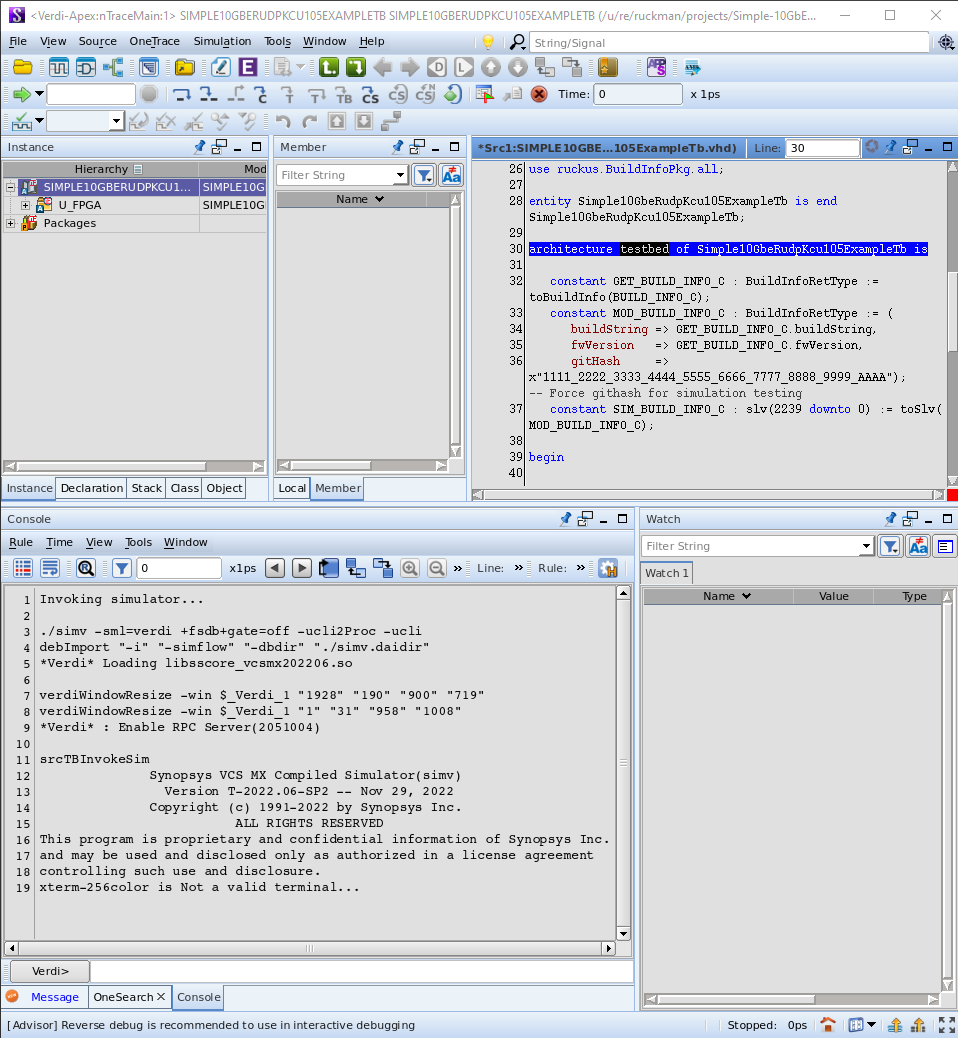 <Verdi-Apex:nTraceMain:1> SIMPLE10GBERUDPKCU105EXAMPLETB SIMPLE10GBERUDPKCU105EXAMPLETB (/u/re/ruckman/projects/Simple-10GbE...
File View Source OneTrace Simulation Tools Window Help
String/Signal
Time: 0 x 1ps
Instance
Hierarchy Mod
SIMPLE10GBERUDPKCU1... SIMPLE10G
U_FPGA SIMPLE10GI
Packages
Instance Declaration Stack Class Object
Member
Filter String
Name
Local Member
*Src1:SIMPLE10GBE...105ExampleTb.vhd) Line: 30
26 use ruckus.BuildInfoPkg.all;
27
28 entity Simple10GbeRudpKcu105ExampleTb is end
Simple10GbeRudpKcu105ExampleTb;
29
30 architecture testbed of Simple10GbeRudpKcu105ExampleTb is
31
32 constant GET_BUILD_INFO_C : BuildInfoRetType :=
toBuildInfo(BUILD_INFO_C);
33 constant MOD_BUILD_INFO_C : BuildInfoRetType := (
34 buildString => GET_BUILD_INFO_C.buildString,
35 fwVersion => GET_BUILD_INFO_C.fwVersion,
36 gitHash =>
x"1111_2222_3333_4444_5555_6666_7777_8888_9999_AAAA");
-- Force githash for simulation testing
37 constant SIM_BUILD_INFO_C : slv(2239 downto 0) := toSlv(
MOD_BUILD_INFO_C);
38
39 begin
40
Console
Rule Time View Tools Window
0 x1ps Line: » Rule: »
1 Invoking simulator...
2
3 ./simv -sml=verdi +fsdb+gate=off -ucli2Proc -ucli
4 debImport "-i" "-simflow" "-dbdir" "./simv.daidir"
5 *Verdi* Loading libsscore_vcsmx202206.so
6
7 verdiWindowResize -win $_Verdi_1 "1928" "190" "900" "719"
8 verdiWindowResize -win $_Verdi_1 "1" "31" "958" "1008"
9 *Verdi* : Enable RPC Server(2051004)
10
11 srcTBInvokeSim
12 Synopsys VCS MX Compiled Simulator(simv)
13 Version T-2022.06-SP2 -- Nov 29, 2022
14 Copyright (c) 1991-2022 by Synopsys Inc.
15 ALL RIGHTS RESERVED
16 This program is proprietary and confidential information of Synopsys Inc.
17 and may be used and disclosed only as authorized in a license agreement
18 controlling such use and disclosure.
19 xterm-256color is Not a valid terminal...
Verdi>
Message OneSearch Console
Watch
Filter String
Watch 1
Name Value Type
[Advisor] Reverse debug is recommended to use in interactive debugging
Stopped: 0ps